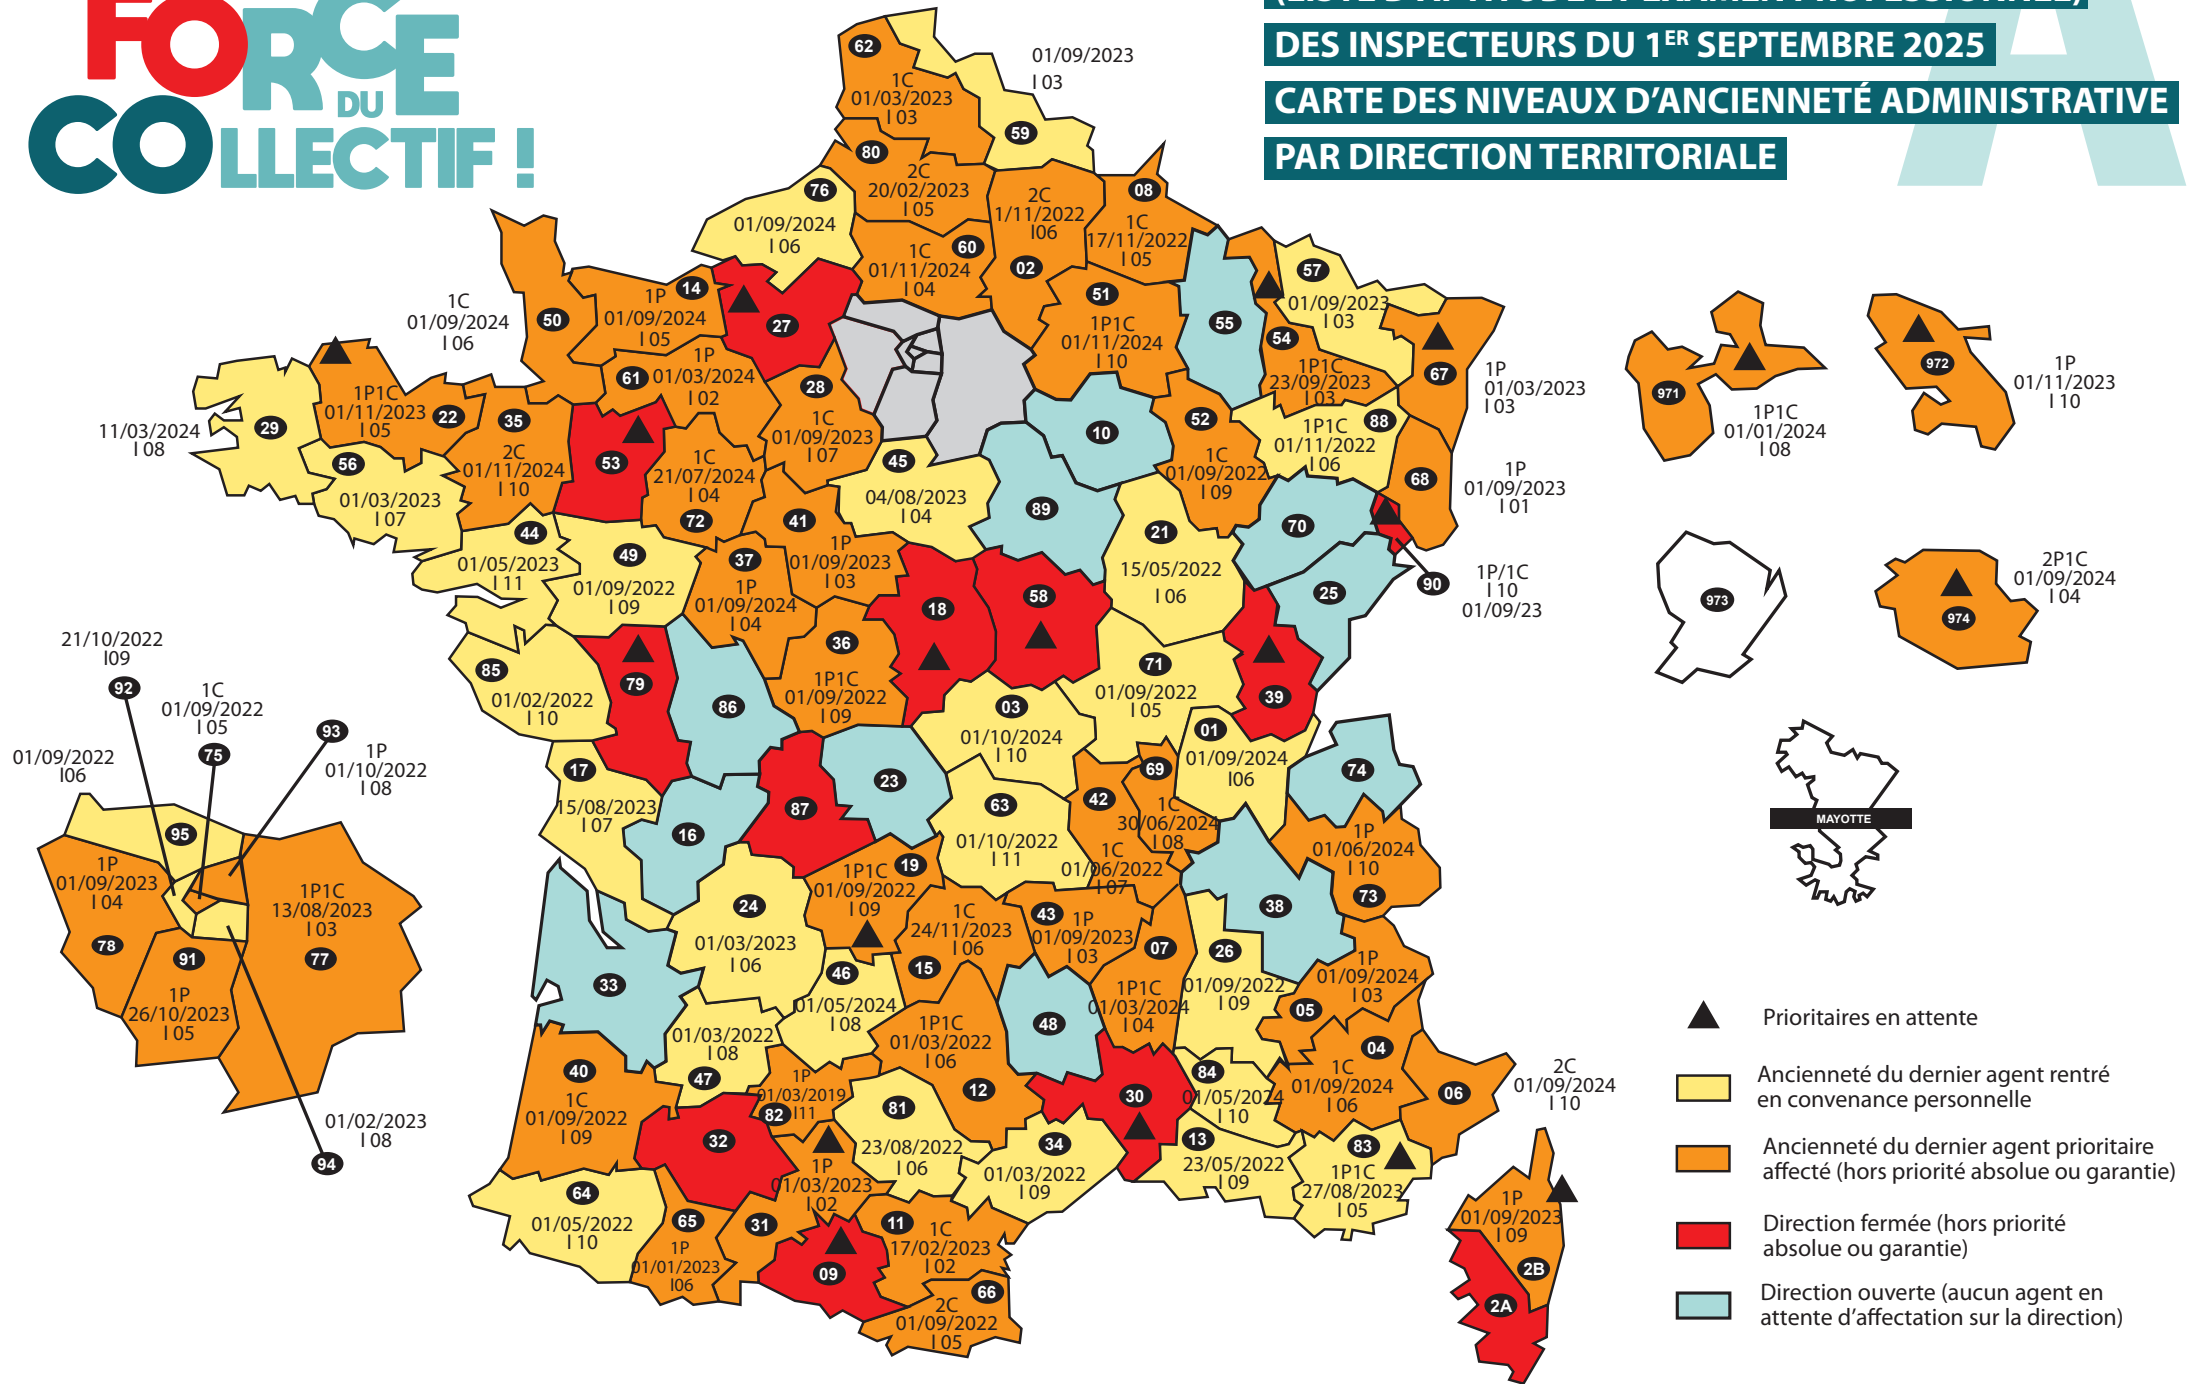 FORCE
DU
COLLECTIF !
(LISTE D'APTITUDE ET EXAMEN PROFESSIONNEL)
DES INSPECTEURS DU 1ER SEPTEMBRE 2025
CARTE DES NIVEAUX D'ANCIENNETÉ ADMINISTRATIVE
PAR DIRECTION TERRITORIALE
62
1C
01/03/2023
I 03
01/09/2023
I 03
59
80
2C
20/02/2023
I 05
76
01/09/2024
I 06
2C
1/11/2022
I06
02
08
1C
17/11/2022
I 05
1C
60
01/11/2024
I 04
14
1P
01/09/2024
I 05
27
1C
01/09/2024
I 06
50
51
1P1C
01/11/2024
I 10
55
57
01/09/2023
I 03
54
1P1C
23/09/2023
I 03
67
1P
01/03/2023
I 03
61
1P
01/03/2024
I 02
28
1C
01/09/2023
I 07
29
11/03/2024
I 08
1P1C
01/11/2023
I 05
22
35
2C
01/11/2024
I 10
53
56
01/03/2023
I 07
1C
21/07/2024
I 04
72
45
04/08/2023
I 04
10
52
1C
01/09/2022
I 09
88
1P1C
01/11/2022
I 06
68
1P
01/09/2023
I 01
89
70
41
1P
01/09/2023
I 03
44
01/05/2023
I 11
49
01/09/2022
I 09
37
1P
01/09/2024
I 04
21
15/05/2022
I 06
25
90
1P/1C
I 10
01/09/23
18
58
36
1P1C
01/09/2022
I 09
85
01/02/2022
I 10
79
86
71
01/09/2022
I 05
39
03
01/10/2024
I 10
01
01/09/2024
I06
17
15/08/2023
I 07
16
87
23
63
01/10/2022
I 11
42
1C
01/06/2022
I 07
69
1C
30/06/2024
I 08
74
1P
01/06/2024
I 10
73
38
24
01/03/2023
I 06
19
1P1C
01/09/2022
I 09
1C
24/11/2023
I 06
15
43
1P
01/09/2023
I 03
07
1P1C
01/03/2024
I 04
26
01/09/2022
I 09
1P
01/09/2024
I 03
05
33
46
01/05/2024
I 08
01/03/2022
I 08
47
1P1C
01/03/2022
I 06
12
48
40
1C
01/09/2022
I 09
1P
01/03/2019
82
I11
81
23/08/2022
I 06
30
84
01/05/2024
I 10
04
1C
01/09/2024
I 06
06
2C
01/09/2024
I 10
32
34
01/03/2022
I 09
13
23/05/2022
I 09
83
1P1C
27/08/2023
I 05
64
01/05/2022
I 10
65
1P
01/01/2023
I06
1P
01/03/2023
I 02
31
09
11
1C
17/02/2023
I 02
66
2C
01/09/2022
I 05
1P
01/09/2023
I 09
2B
2A
21/10/2022
I09
92
1C
01/09/2022
I 05
75
93
1P
01/10/2022
I 08
01/09/2022
I06
95
1P
01/09/2023
I 04
78
1P1C
13/08/2023
I 03
77
91
1P
26/10/2023
I 05
01/02/2023
I 08
94
971
1P1C
01/01/2024
I 08
972
1P
01/11/2023
I 10
973
974
2P1C
01/09/2024
I 04
MAYOTTE
Prioritaires en attente
Ancienneté du dernier agent rentré
en convenance personnelle
Ancienneté du dernier agent prioritaire
affecté (hors priorité absolue ou garantie)
Direction fermée (hors priorité
absolue ou garantie)
Direction ouverte (aucun agent en
attente d'affectation sur la direction)